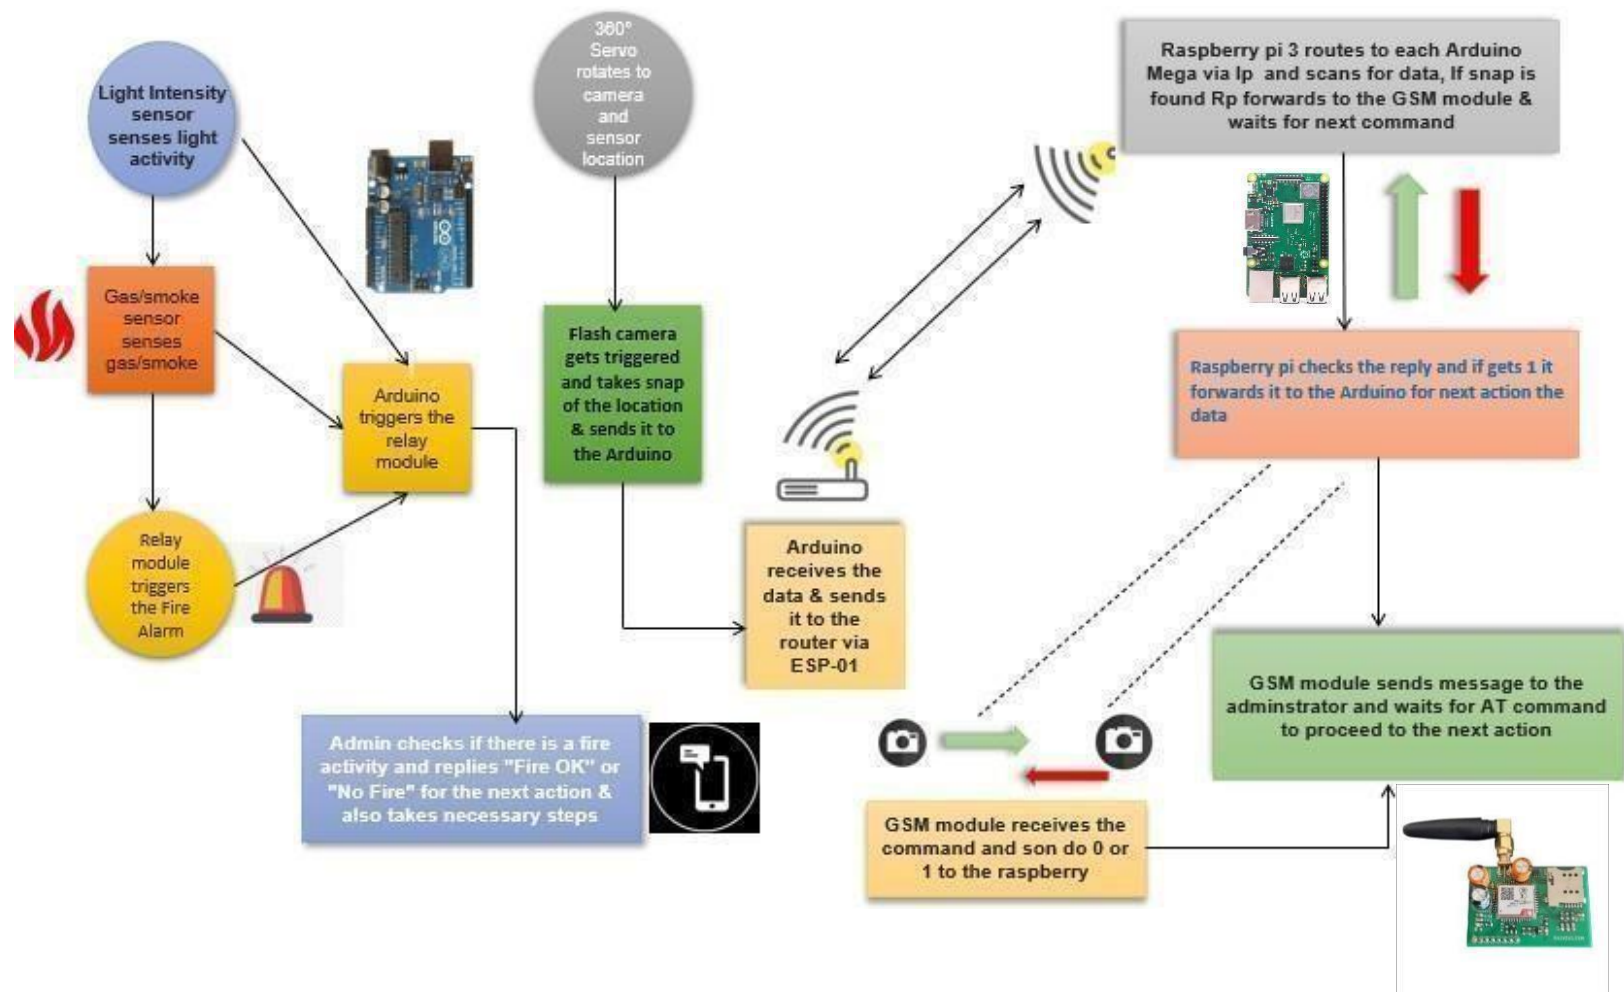 Light Intensity
sensor
senses light
activity
Gas/smoke
sensor
senses
gas/smoke
Relay
module
triggers
the Fire
Alarm
Arduino
triggers the
relay
module
360°
Servo
rotates to
camera
and
sensor
location
Flash camera
gets triggered
and takes snap
of the location
& sends it to
the Arduino
Arduino
receives the
data & sends
it to the
router via
ESP-01
Admin checks if there is a fire
activity and replies "Fire OK" or
"No Fire" for the next action &
also takes necessary steps
Raspberry pi 3 routes to each Arduino
Mega via Ip and scans for data, If snap is
found Rp forwards to the GSM module &
waits for next command
Raspberry pi checks the reply and if gets 1 it
forwards it to the Arduino for next action the
data
GSM module sends message to the
adminstrator and waits for AT command
to proceed to the next action
GSM module receives the
command and son do 0 or
1 to the raspberry